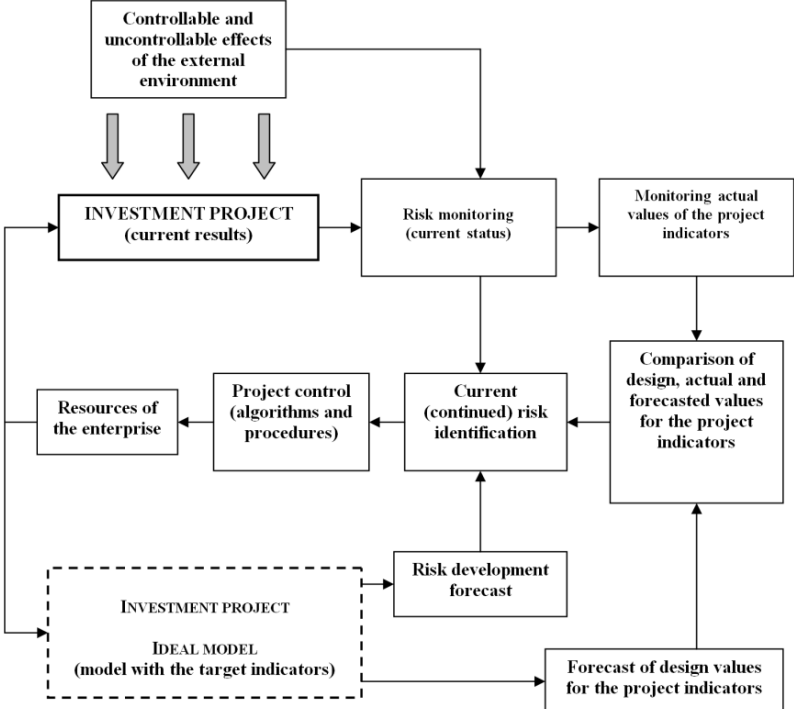 Controllable and
uncontrollable effects
of the external
environment
INVESTMENT PROJECT
(current results)
Risk monitoring
(current status)
Monitoring actual
values of the project
indicators
Resources of
the enterprise
Project control
(algorithms and
procedures)
Current
(continued) risk
identification
Comparison of
design, actual and
forecasted values
for the project
indicators
INVESTMENT PROJECT
IDEAL MODEL
(model with the target indicators)
Risk development
forecast
Forecast of design values
for the project indicators